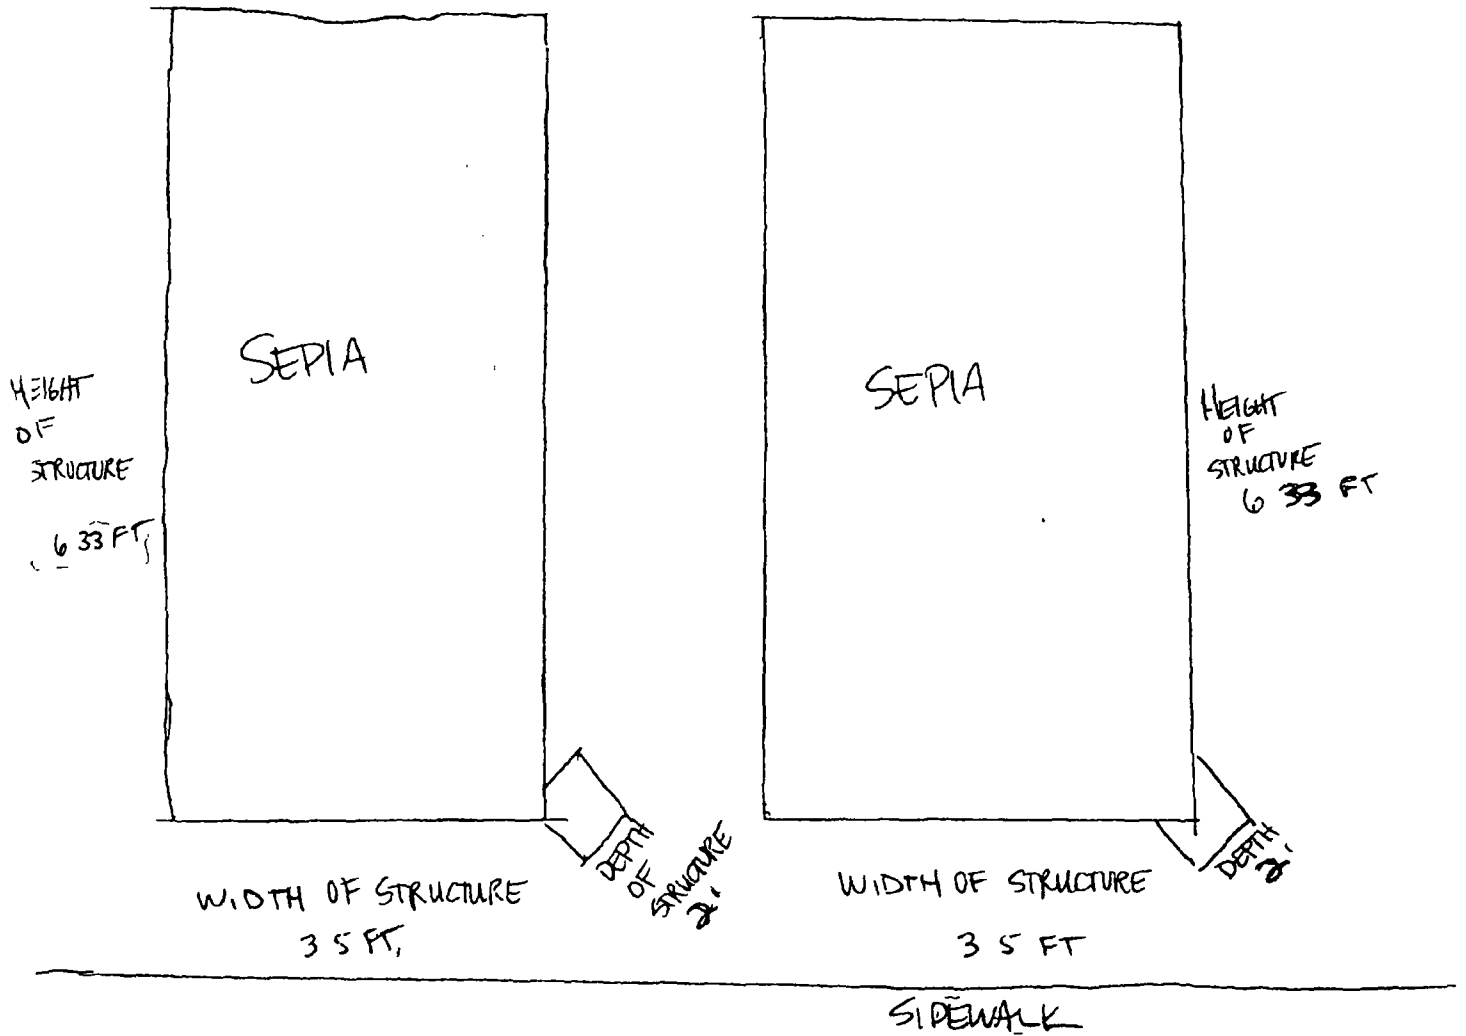 SEPIA
HEIGHT
OF
STRUCTURE
6 33 FT,
WIDTH OF STRUCTURE
3 5 FT,
DEPTH
OF
STRUCTURE
2'
SEPIA
HEIGHT
OF
STRUCTURE
6 33 FT
WIDTH OF STRUCTURE
3 5 FT
DEPTH
2'
SIDEWALK